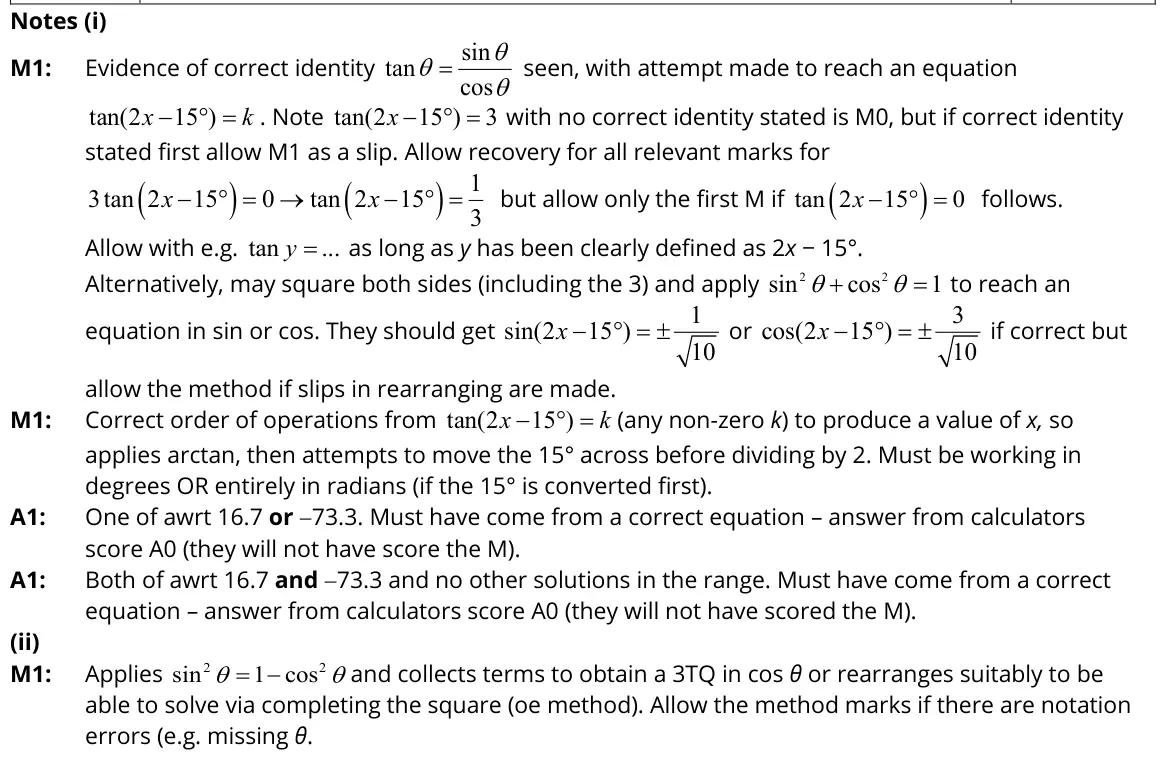 Notes (i)
M1: Evidence of correct identity tan θ = sin θ / cos θ seen, with attempt made to reach an equation
tan(2x − 15°) = k . Note tan(2x − 15°) = 3 with no correct identity stated is M0, but if correct identity
stated first allow M1 as a slip. Allow recovery for all relevant marks for
3 tan(2x − 15°) = 0 → tan(2x − 15°) = 1/3 but allow only the first M if tan(2x − 15°) = 0 follows.
Allow with e.g. tan y = ... as long as y has been clearly defined as 2x − 15°.
Alternatively, may square both sides (including the 3) and apply sin² θ + cos² θ = 1 to reach an
equation in sin or cos. They should get sin(2x − 15°) = ± 1/√10 or cos(2x − 15°) = ± 3/√10 if correct but
allow the method if slips in rearranging are made.
M1: Correct order of operations from tan(2x − 15°) = k (any non-zero k) to produce a value of x, so
applies arctan, then attempts to move the 15° across before dividing by 2. Must be working in
degrees OR entirely in radians (if the 15° is converted first).
A1: One of awrt 16.7 or −73.3. Must have come from a correct equation – answer from calculators
score A0 (they will not have score the M).
A1: Both of awrt 16.7 and −73.3 and no other solutions in the range. Must have come from a correct
equation – answer from calculators score A0 (they will not have scored the M).
(ii)
M1: Applies sin² θ = 1 − cos² θ and collects terms to obtain a 3TQ in cos θ or rearranges suitably to be
able to solve via completing the square (oe method). Allow the method marks if there are notation
errors (e.g. missing θ.